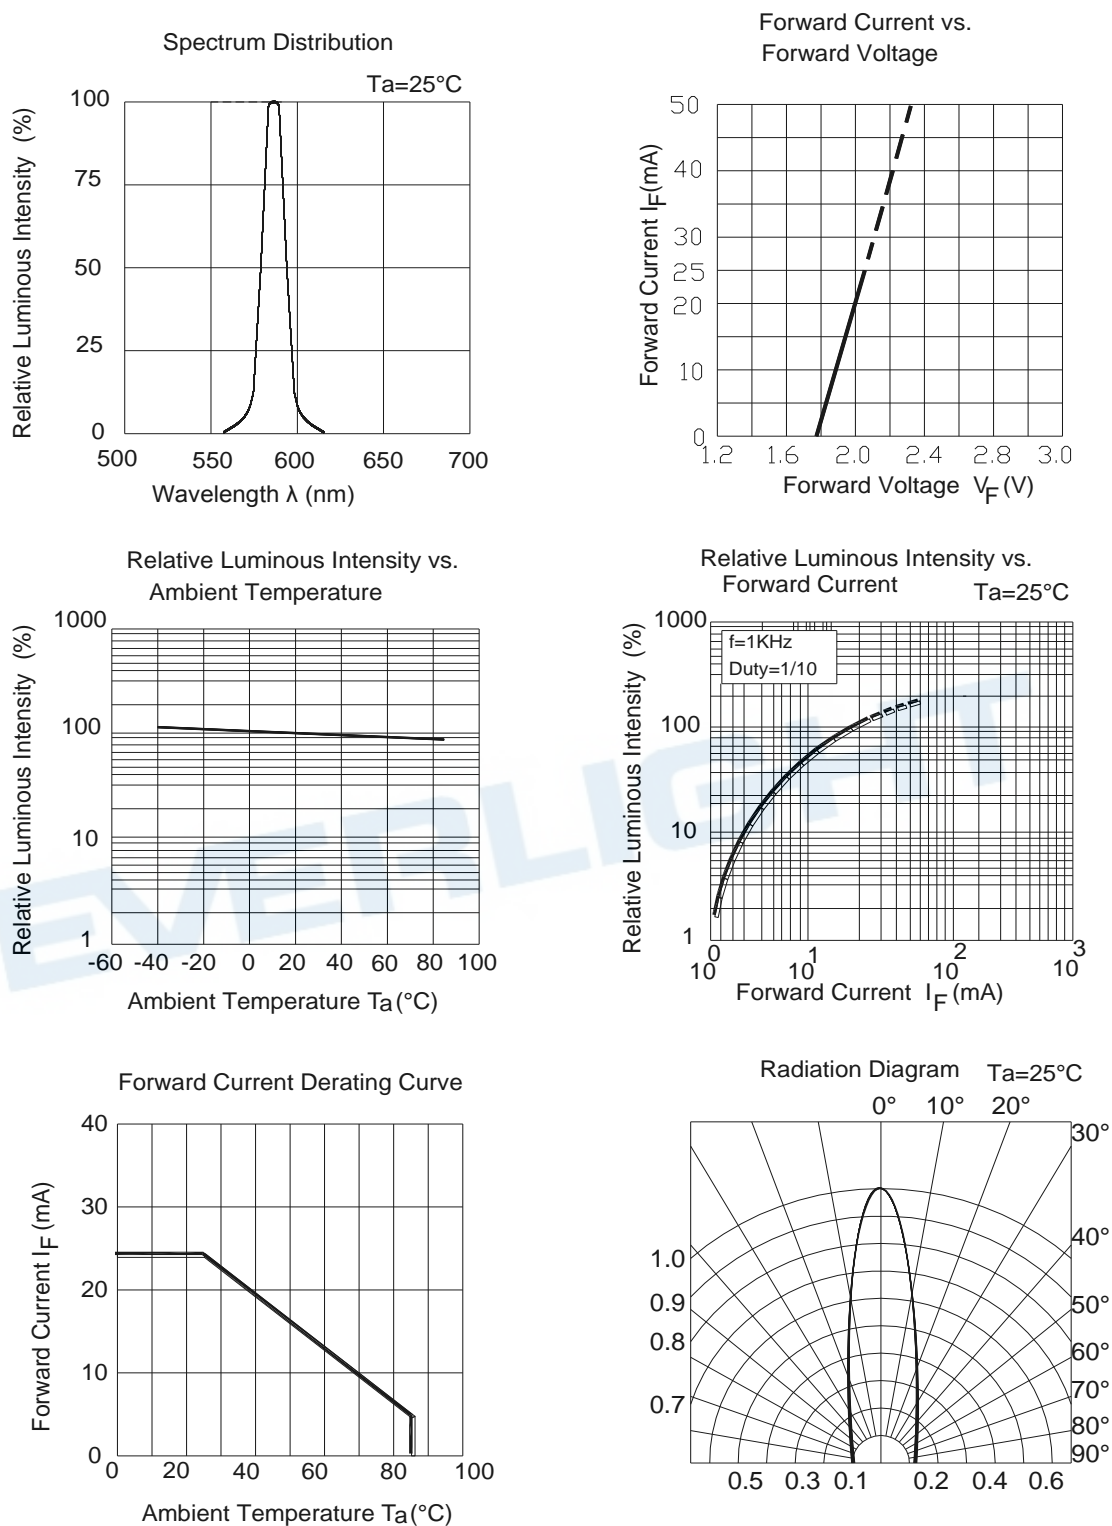 Spectrum Distribution
Ta=25°C
Relative Luminous Intensity (%)
100
75
50
25
0
500 550 600 650 700
Wavelength λ (nm)
Forward Current vs.
Forward Voltage
Forward Current IF(mA)
50
40
30
25
20
10
0
1.2 1.6 2.0 2.4 2.8 3.0
Forward Voltage VF (V)
Relative Luminous Intensity vs.
Ambient Temperature
Relative Luminous Intensity (%)
1000
100
10
1
-60 -40 -20 0 20 40 60 80 100
Ambient Temperature Ta (°C)
Relative Luminous Intensity vs.
Forward Current
Ta=25°C
Relative Luminous Intensity (%)
f=1KHz
Duty=1/10
1000
100
10
1
10⁰ 10¹ 10² 10³
Forward Current IF (mA)
EVERLIGHT
Forward Current Derating Curve
Forward Current IF (mA)
40
30
20
10
0
0 20 40 60 80 100
Ambient Temperature Ta (°C)
Radiation Diagram
Ta=25°C
0° 10° 20°
30°
40°
50°
60°
70°
80°
90°
1.0
0.9
0.8
0.7
0.5 0.3 0.1 0.2 0.4 0.6